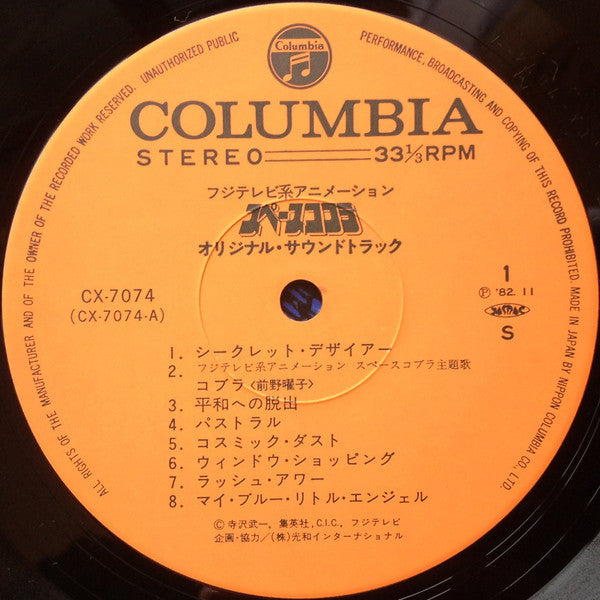 ALL RIGHTS OF THE MANUFACTURER AND OF THE OWNER OF THE RECORDED WORK RESERVED. UNAUTHORIZED PUBLIC PERFORMANCE, BROADCASTING AND COPYING OF THIS RECORD PROHIBITED. MADE IN JAPAN BY NIPPON COLUMBIA CO., LTD.
Columbia
COLUMBIA
STEREO 33 1/3 RPM
フジテレビ系アニメーション
スペースコブラ
オリジナル・サウンドトラック
CX-7074
(CX-7074-A)
1
Ⓟ '82. 11
JASRAC
S
1. シークレット・デザイアー
2. フジテレビ系アニメーション スペースコブラ主題歌
コブラ〈前野曜子〉
3. 平和への脱出
4. パストラル
5. コスミック・ダスト
6. ウィンドウ・ショッピング
7. ラッシュ・アワー
8. マイ・ブルー・リトル・エンジェル
© 寺沢武一，集英社，C.I.C.，フジテレビ
企画・協力／(株)光和インターナショナル